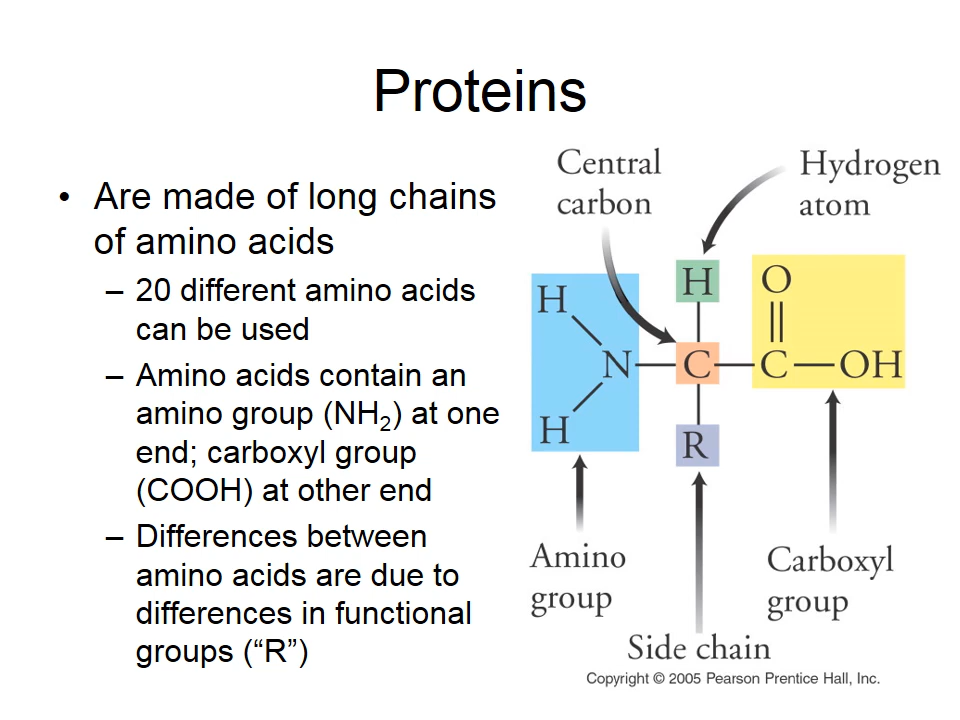 Proteins
• Are made of long chains
of amino acids
– 20 different amino acids
can be used
– Amino acids contain an
amino group (NH₂) at one
end; carboxyl group
(COOH) at other end
– Differences between
amino acids are due to
differences in functional
groups (“R”)
Central
carbon
Hydrogen
atom
H
H
O
N
C
C
OH
H
R
Amino
group
Carboxyl
group
Side chain
Copyright © 2005 Pearson Prentice Hall, Inc.